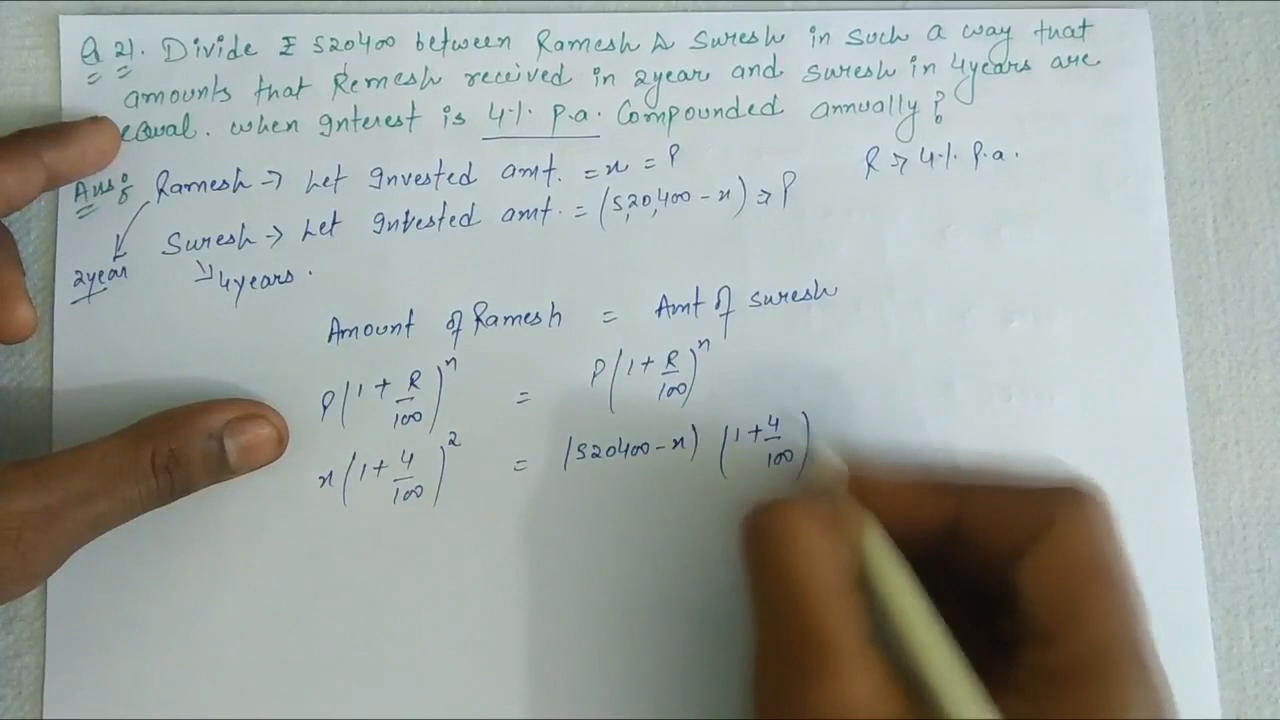 Q 21. Divide ₹ 520400 between Ramesh & Suresh in such a way that
amounts that Remesh received in 2year and suresh in 4years are
equal. when interest is 4% p.a. Compounded annually?
Ans: Ramesh → Let invested amt. = x = P
R → 4% P.a.
Suresh → Let invested amt. = (5,20,400 - x) ⇒ P
2year
4years.
Amount of Ramesh = Amt of suresh
P(1 + R/100)^n = P(1 + R/100)^n
x(1 + 4/100)^2 = (520400 - x) (1 + 4/100)